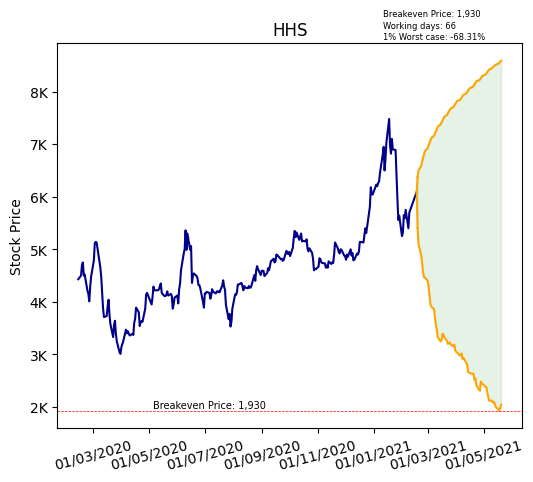 Breakeven Price: 1,930
Working days: 66
1% Worst case: -68.31%
HHS
Stock Price
8K
7K
6K
5K
4K
3K
2K
Breakeven Price: 1,930
01/03/2020
01/05/2020
01/07/2020
01/09/2020
01/11/2020
01/01/2021
01/03/2021
01/05/2021